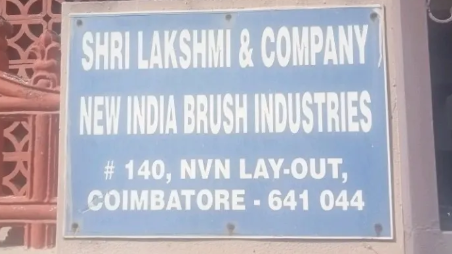 SHRI LAKSHMI & COMPANY
NEW INDIA BRUSH INDUSTRIES
# 140, NVN LAY-OUT,
COIMBATORE - 641 044